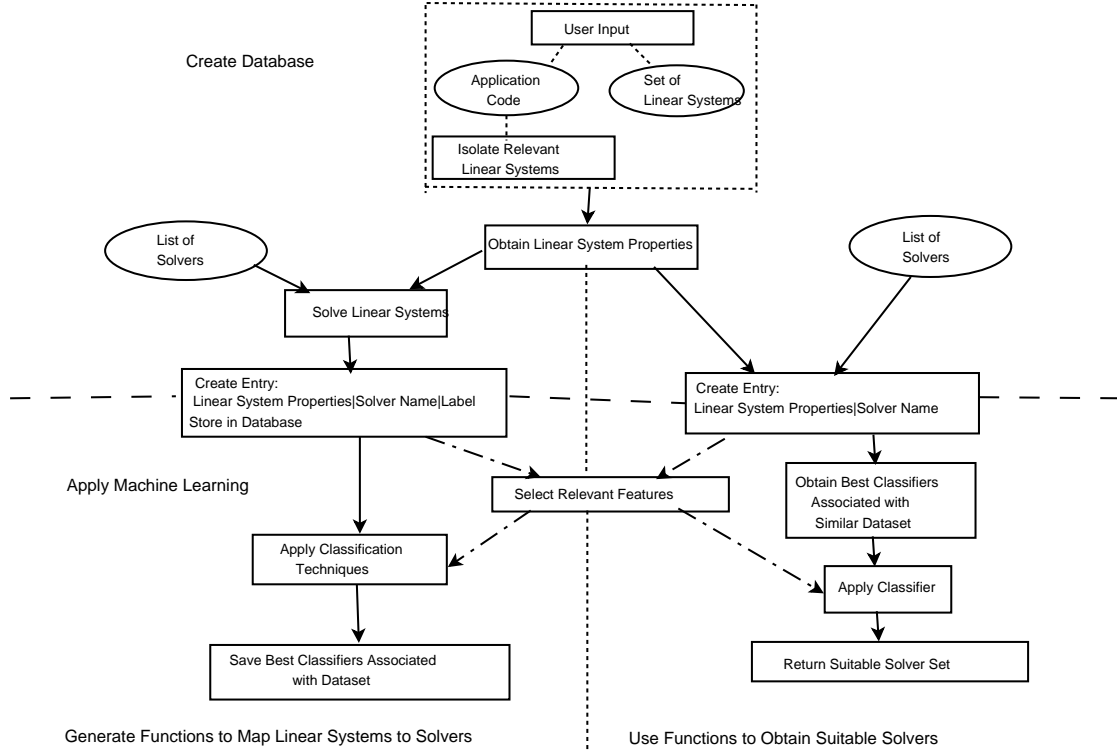 User Input
Create Database
Application
Code
Set of
Linear Systems
Isolate Relevant
Linear Systems
List of
Solvers
Obtain Linear System Properties
List of
Solvers
Solve Linear Systems
Create Entry:
Linear System Properties|Solver Name|Label
Store in Database
Create Entry:
Linear System Properties|Solver Name
Apply Machine Learning
Select Relevant Features
Obtain Best Classifiers
Associated with
Similar Dataset
Apply Classification
Techniques
Apply Classifier
Save Best Classifiers Associated
with Dataset
Return Suitable Solver Set
Generate Functions to Map Linear Systems to Solvers
Use Functions to Obtain Suitable Solvers